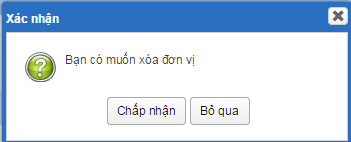 Xác nhận
Bạn có muốn xóa đơn vị
Chấp nhận
Bỏ qua